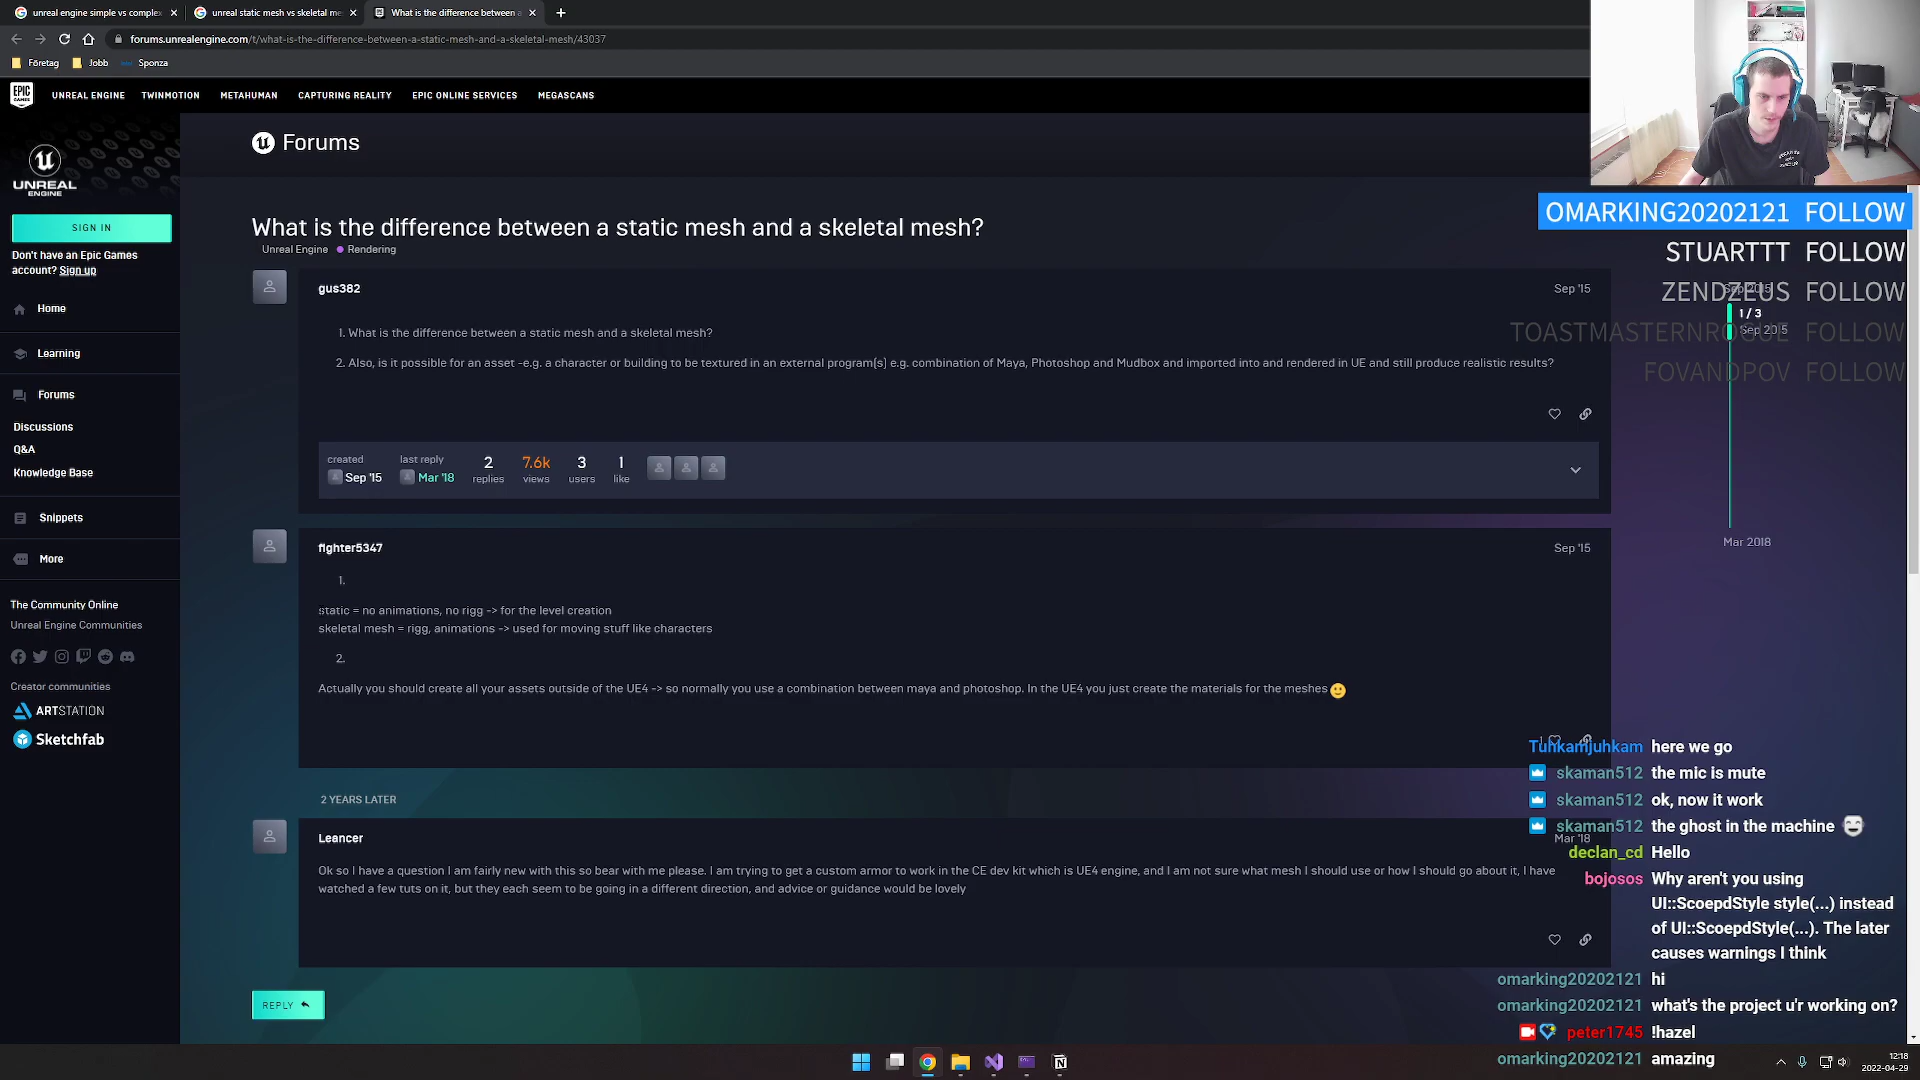 unreal engine simple vs complex
unreal static mesh vs skeletal me
What is the difference between a
forums.unrealengine.com/t/what-is-the-difference-between-a-static-mesh-and-a-skeletal-mesh/43037
Företag
Jobb
Sponza
EPIC GAMES
UNREAL ENGINE
TWINMOTION
METAHUMAN
CAPTURING REALITY
EPIC ONLINE SERVICES
MEGASCANS
UNREAL
ENGINE
SIGN IN
Don't have an Epic Games
account? Sign up
Home
Learning
Forums
Discussions
Q&A
Knowledge Base
Snippets
More
The Community Online
Unreal Engine Communities
Creator communities
ARTSTATION
Sketchfab
Forums
What is the difference between a static mesh and a skeletal mesh?
Unreal Engine Rendering
gus382
Sep '15
1. What is the difference between a static mesh and a skeletal mesh?
2. Also, is it possible for an asset -e.g. a character or building to be textured in an external program(s) e.g. combination of Maya, Photoshop and Mudbox and imported into and rendered in UE and still produce realistic results?
created
Sep '15
last reply
Mar '18
2
replies
7.6k
views
3
users
1
like
fighter5347
Sep '15
1.
static = no animations, no rigg -> for the level creation
skeletal mesh = rigg, animations -> used for moving stuff like characters
2.
Actually you should create all your assets outside of the UE4 -> so normally you use a combination between maya and photoshop. In the UE4 you just create the materials for the meshes
1
2 YEARS LATER
Leancer
Mar '18
Ok so I have a question I am fairly new with this so bear with me please. I am trying to get a custom armor to work in the CE dev kit which is UE4 engine, and I am not sure what mesh I should use or how I should go about it, I have
watched a few tuts on it, but they each seem to be going in a different direction, and advice or guidance would be lovely
REPLY
OMARKING20202121 FOLLOW
STUARTTT FOLLOW
ZENDZEUS FOLLOW
TOASTMASTERNROGUE FOLLOW
FOVANDPOV FOLLOW
Sep 2015
1 / 3
Sep 2015
Mar 2018
Tuhkamjuhkam here we go
skaman512 the mic is mute
skaman512 ok, now it work
skaman512 the ghost in the machine
declan_cd Hello
bojosos Why aren't you using
UI::ScoepdStyle style(...) instead
of UI::ScoepdStyle(...). The later
causes warnings I think
omarking20202121 hi
omarking20202121 what's the project u'r working on?
peter1745 !hazel
omarking20202121 amazing
12:18
2022-04-29